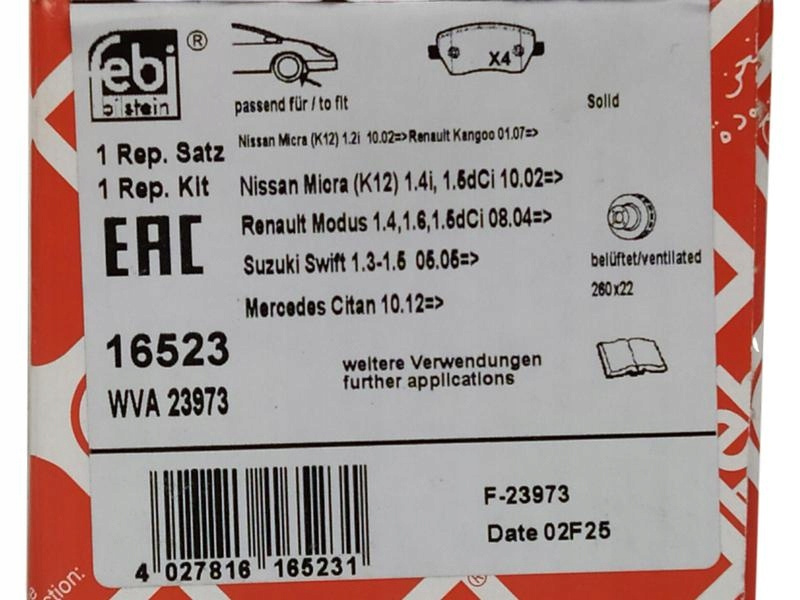 febi
bilstein
®
X4
passend für / to fit
Solid
1 Rep. Satz
1 Rep. Kit
EAC
Nissan Micra (K12) 1.2i 10.02=>Renault Kangoo 01.07=>
Nissan Micra (K12) 1.4i, 1.5dCi 10.02=>
Renault Modus 1.4,1.6,1.5dCi 08.04=>
Suzuki Swift 1.3-1.5 05.05=>
Mercedes Citan 10.12=>
belüftet/ventilated
260x22
16523
WVA 23973
weitere Verwendungen
further applications
F-23973
Date 02F25
4 027816 165231
ction:
®